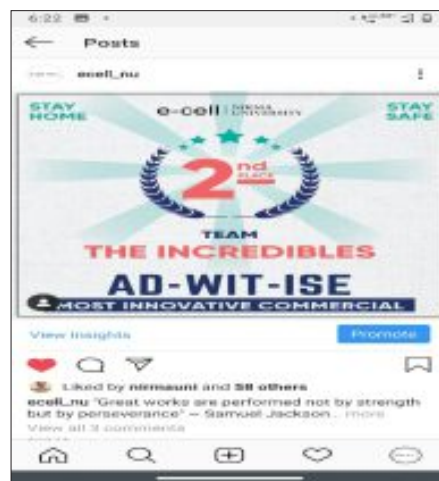 6:22
Posts
ecell_nu
STAY HOME
e-cell NIRMA UNIVERSITY
STAY SAFE
2nd
PLACE
TEAM
THE INCREDIBLES
AD-WIT-ISE
MOST INNOVATIVE COMMERCIAL
View Insights
Promote
Liked by nirmauni and 58 others
ecell_nu "Great works are performed not by strength
but by perseverance" – Samuel Jackson... more
View all 3 comments